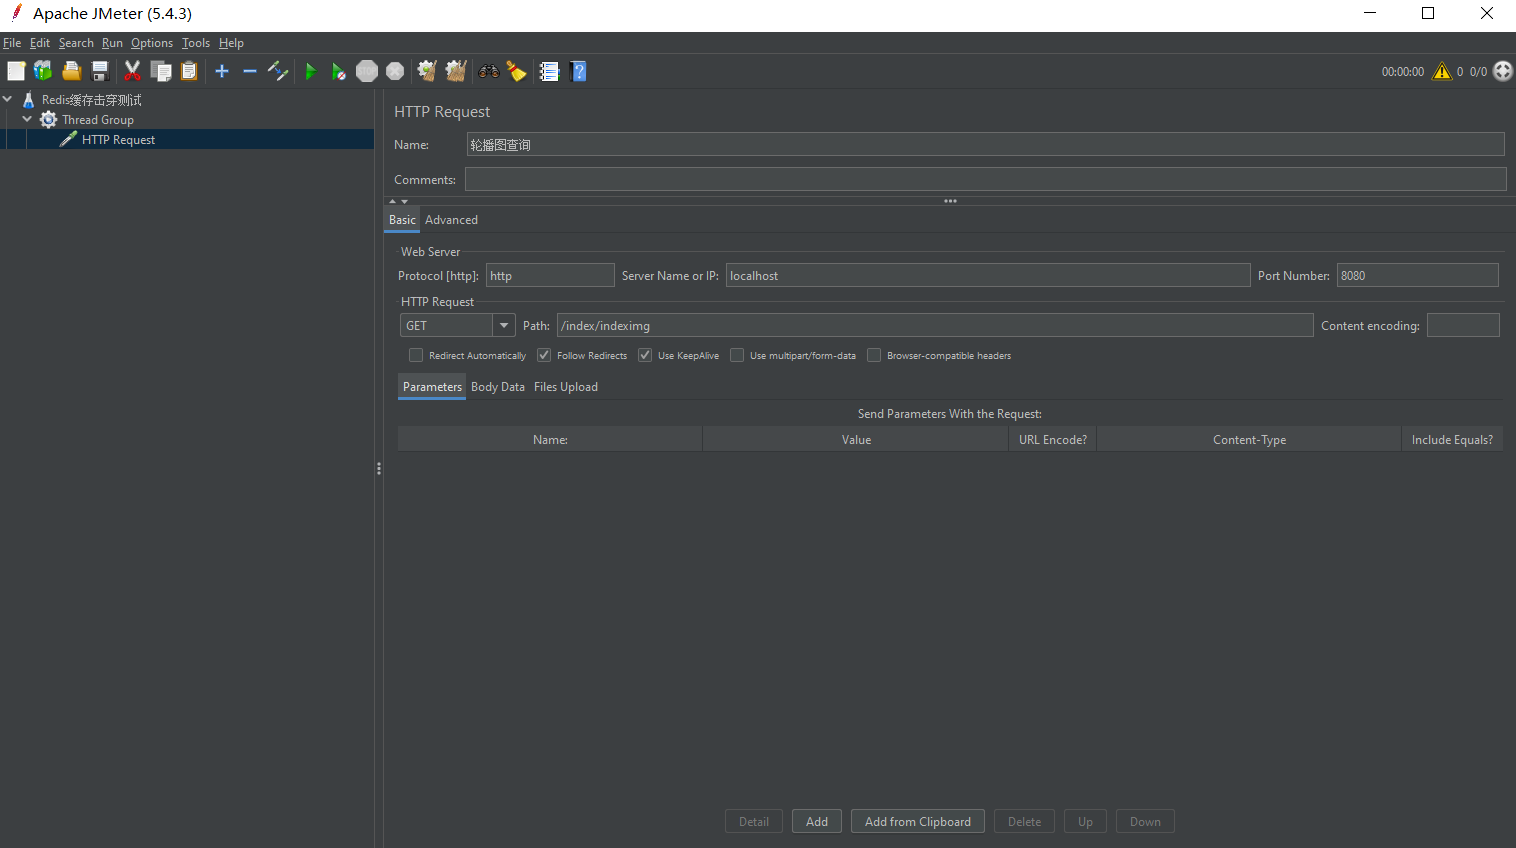 Apache JMeter (5.4.3)
File Edit Search Run Options Tools Help
STOP
00:00:00 0 0/0
Redis缓存击穿测试
Thread Group
HTTP Request
HTTP Request
Name: 轮播图查询
Comments:
Basic Advanced
Web Server
Protocol [http]: http Server Name or IP: localhost Port Number: 8080
HTTP Request
GET Path: /index/indeximg Content encoding:
Redirect Automatically Follow Redirects Use KeepAlive Use multipart/form-data Browser-compatible headers
Parameters Body Data Files Upload
Send Parameters With the Request:
Name: Value URL Encode? Content-Type Include Equals?
Detail Add Add from Clipboard Delete Up Down